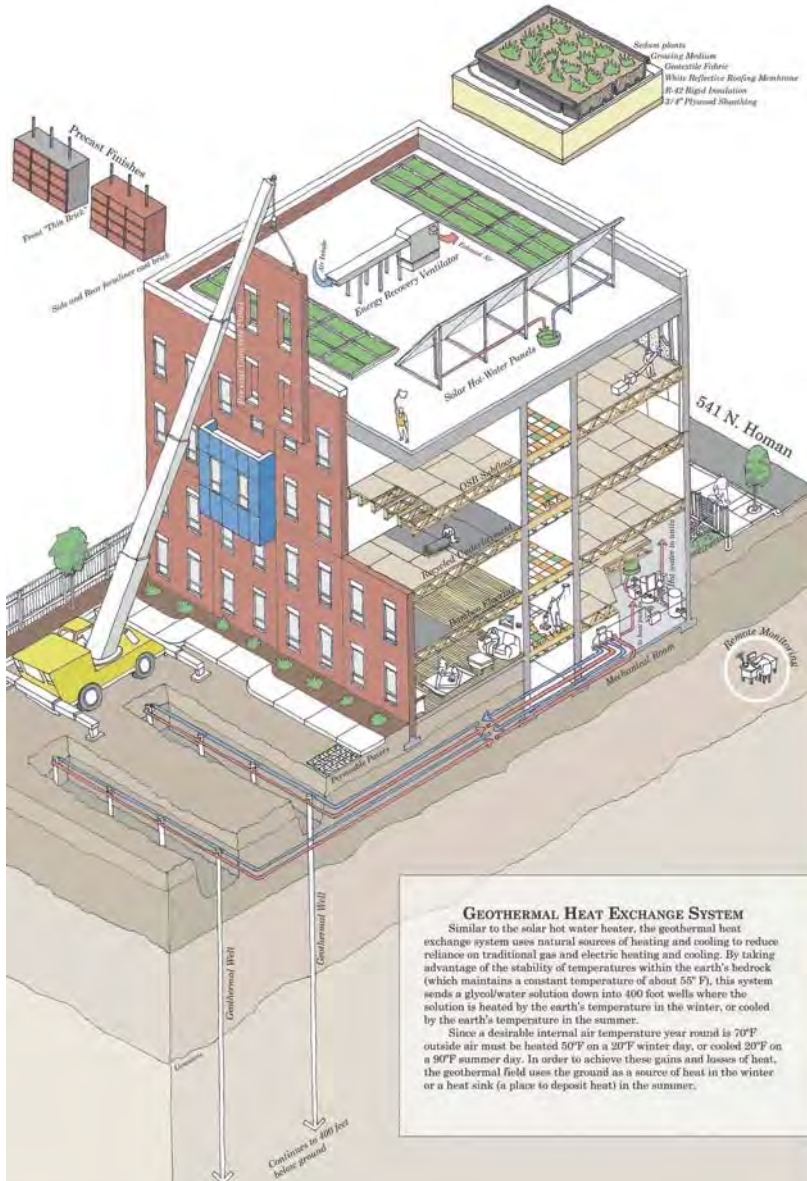 Sedum plants
Growing Medium
Geotextile Fabric
White Reflective Roofing Membrane
R-42 Rigid Insulation
3/4" Plywood Sheathing
Precast Finishes
Front "Thin Brick"
Side and Rear formliner cast brick
Air Intake
Exhaust Air
Energy Recovery Ventilator
Precast Concrete Panel
Solar Hot-Water Panels
541 N. Homan
OSB Subfloor
Recycled Underlayment
Bamboo Flooring
Hot water to units
Mechanical Room
Remote Monitoring
Permeable Pavers
Geothermal Well
Geothermal Well
Continues to 400 feet
below ground
GEOTHERMAL HEAT EXCHANGE SYSTEM
Similar to the solar hot water heater, the geothermal heat
exchange system uses natural sources of heating and cooling to reduce
reliance on traditional gas and electric heating and cooling. By taking
advantage of the stability of temperatures within the earth's bedrock
(which maintains a constant temperature of about 55° F), this system
sends a glycol/water solution down into 400 foot wells where the
solution is heated by the earth's temperature in the winter, or cooled
by the earth's temperature in the summer.
Since a desirable internal air temperature year round is 70°F
outside air must be heated 50°F on a 20°F winter day, or cooled 20°F on
a 90°F summer day. In order to achieve these gains and losses of heat,
the geothermal field uses the ground as a source of heat in the winter
or a heat sink (a place to deposit heat) in the summer.